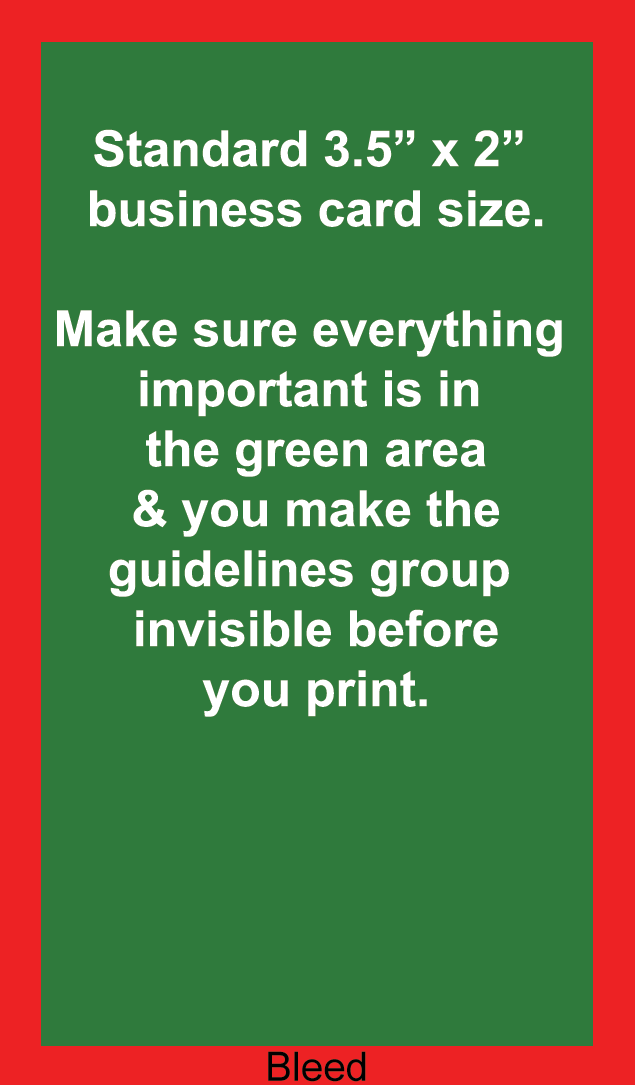 Standard 3.5” x 2”
business card size.
Make sure everything
important is in
the green area
& you make the
guidelines group
invisible before
you print.
Bleed